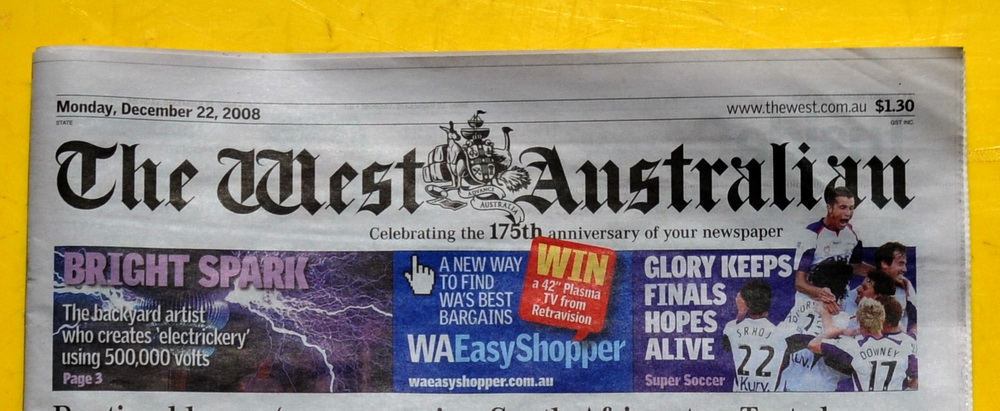 Monday, December 22, 2008
www.thewest.com.au $1.30
STATE
GST INC
The West Australian
ADVANCE
AUSTRALIA
Celebrating the 175th anniversary of your newspaper
BRIGHT SPARK
The backyard artist
who creates 'electrickery'
using 500,000 volts
Page 3
A NEW WAY
TO FIND
WA'S BEST
BARGAINS
WIN
a 42" Plasma
TV from
Retravision
WAEasyShopper
waeasyshopper.com.au
GLORY KEEPS
FINALS
HOPES
ALIVE
Super Soccer
SRHOJ
22
DOWNEY
17